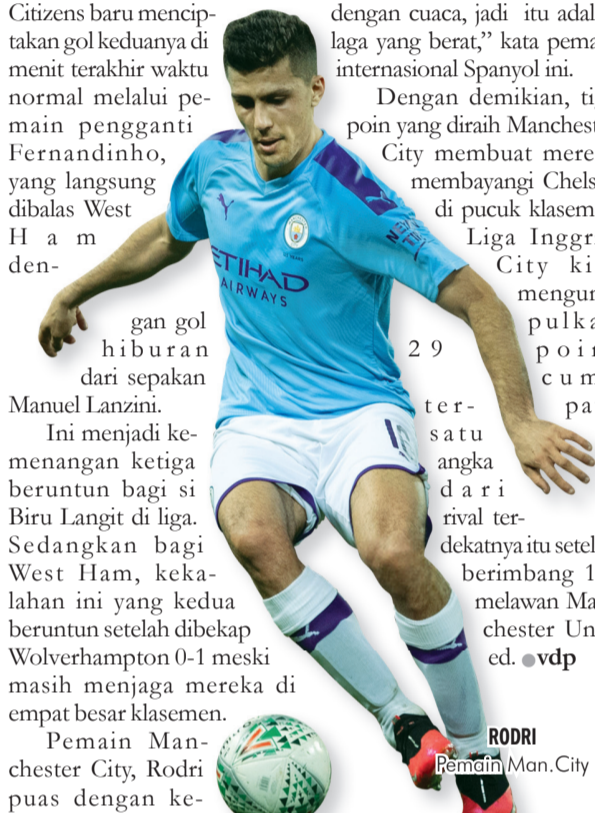 Citizens baru mencip-
takan gol keduanya di
menit terakhir waktu
normal melalui pe-
main pengganti
Fernandinho,
yang langsung
dibalas West
Ham
den-
gan gol
hiburan
dari sepakan
Manuel Lanzini.
Ini menjadi ke-
menangan ketiga
beruntun bagi si
Biru Langit di liga.
Sedangkan bagi
West Ham, keka-
lahan ini yang kedua
beruntun setelah dibekap
Wolverhampton 0-1 meski
masih menjaga mereka di
empat besar klasemen.
Pemain Man-
chester City, Rodri
puas dengan ke-
dengan cuaca, jadi itu adal
laga yang berat,” kata pema
internasional Spanyol ini.
Dengan demikian, ti
poin yang diraih Manchest
City membuat mere
membayangi Chels
di pucuk klasem
Liga Inggri
City ki
mengu
pulka
29 poi
cum
ter- pa
satu
angka
dari
rival ter-
dekatnya itu setel
berimbang 1
melawan Ma
chester Un
ed. ●vdp
ETIHAD
AIRWAYS
RODRI
Pemain Man.City